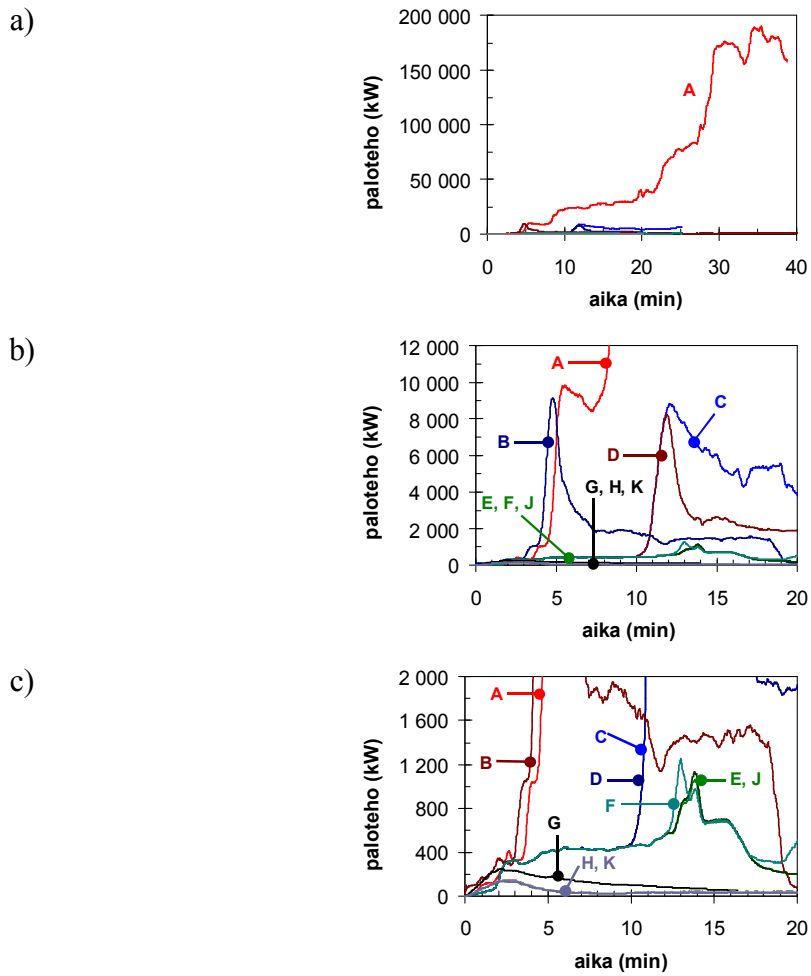 a)
paloteho (kW)
200 000
150 000
100 000
50 000
0
A
0 10 20 30 40
aika (min)
b)
paloteho (kW)
12 000
10 000
8 000
6 000
4 000
2 000
0
A
B
C
D
G, H, K
E, F, J
0 5 10 15 20
aika (min)
c)
paloteho (kW)
2 000
1 600
1200
800
400
0
A
B
C
D
E, J
F
G
H, K
0 5 10 15 20
aika (min)